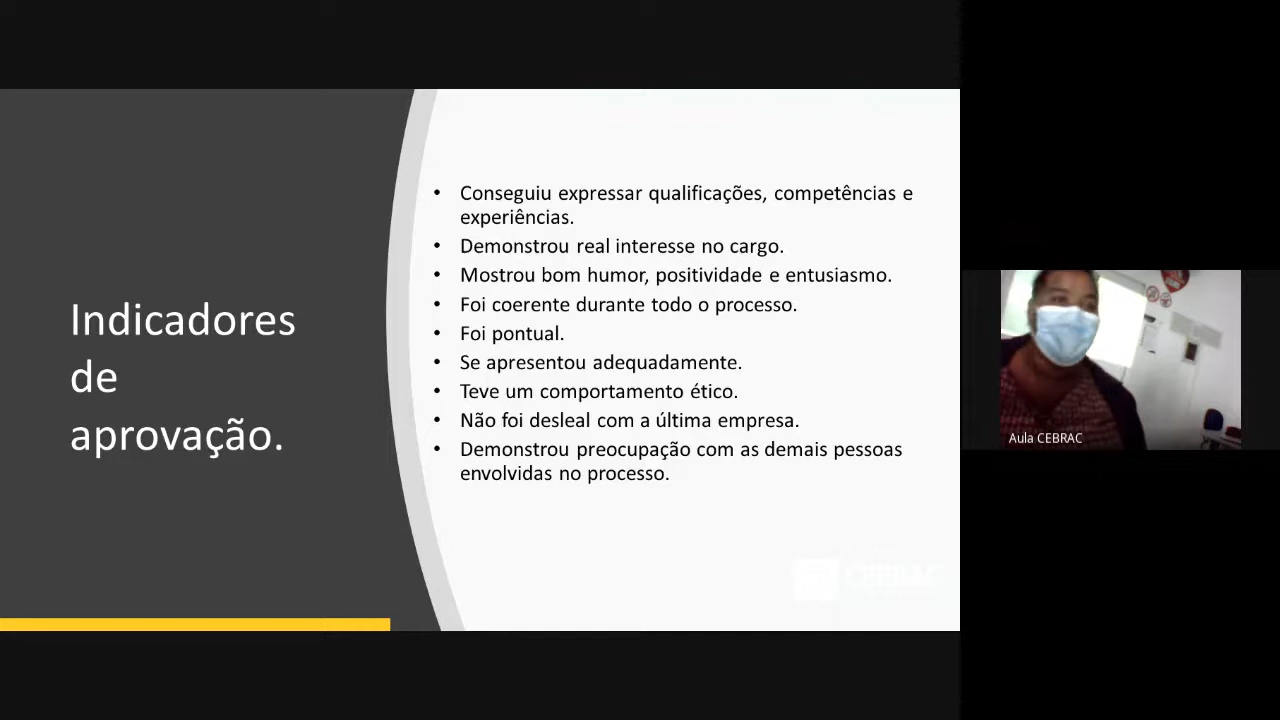 Indicadores
de
aprovação.
• Conseguiu expressar qualificações, competências e
experiências.
• Demonstrou real interesse no cargo.
• Mostrou bom humor, positividade e entusiasmo.
• Foi coerente durante todo o processo.
• Foi pontual.
• Se apresentou adequadamente.
• Teve um comportamento ético.
• Não foi desleal com a última empresa.
• Demonstrou preocupação com as demais pessoas
envolvidas no processo.
Aula CEBRAC